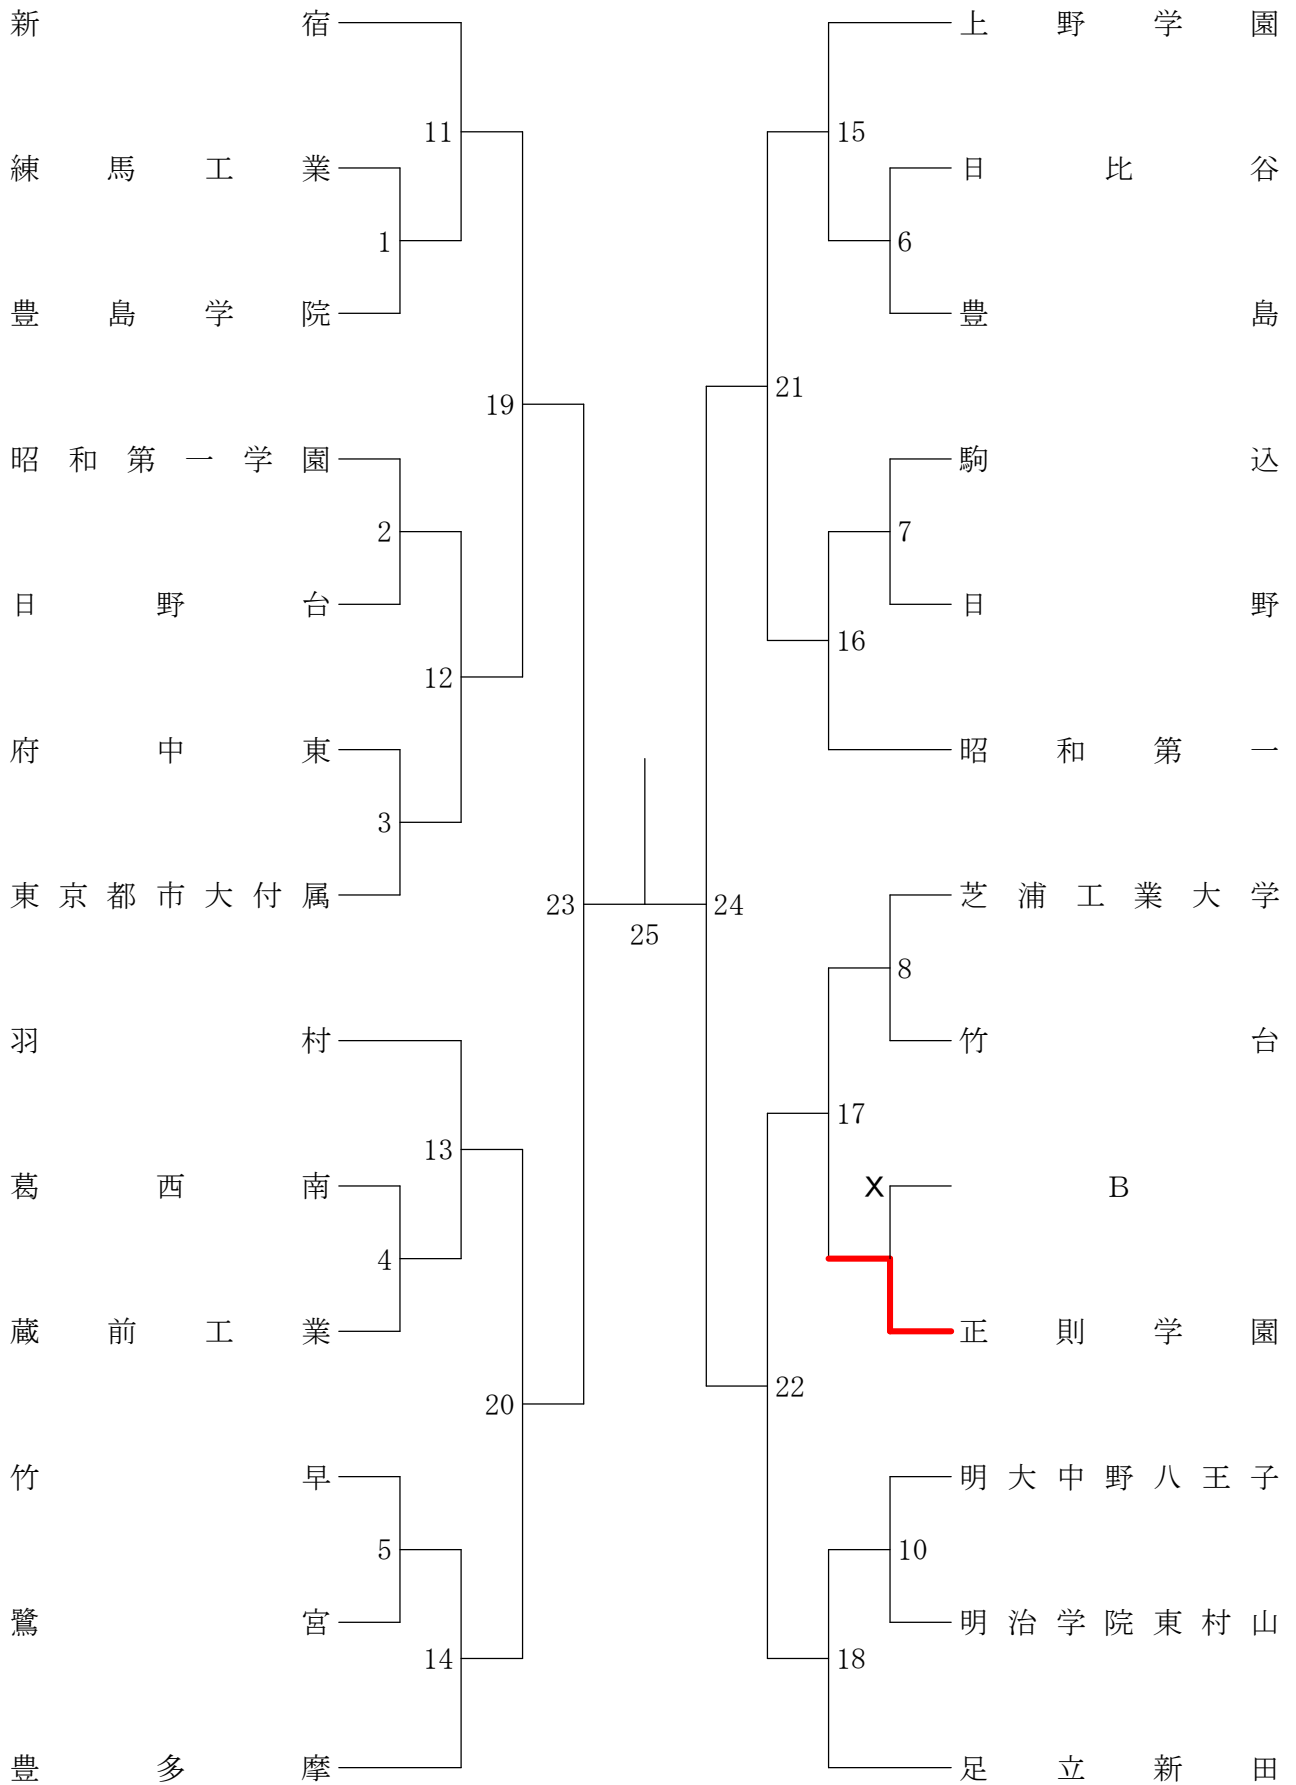 新宿
11
練馬工業
1
豊島学院
19
昭和第一学園
2
日野台
12
府中東
3
東京都市大付属
23
羽村
13
葛西南
4
蔵前工業
20
竹早
5
鷺宮
14
豊多摩
25
上野学園
15
日比谷
6
豊島
21
駒込
7
日野
16
昭和第一
24
芝浦工業大学
8
竹台
17
X
B
正則学園
22
明大中野八王子
10
明治学院東村山
18
足立新田